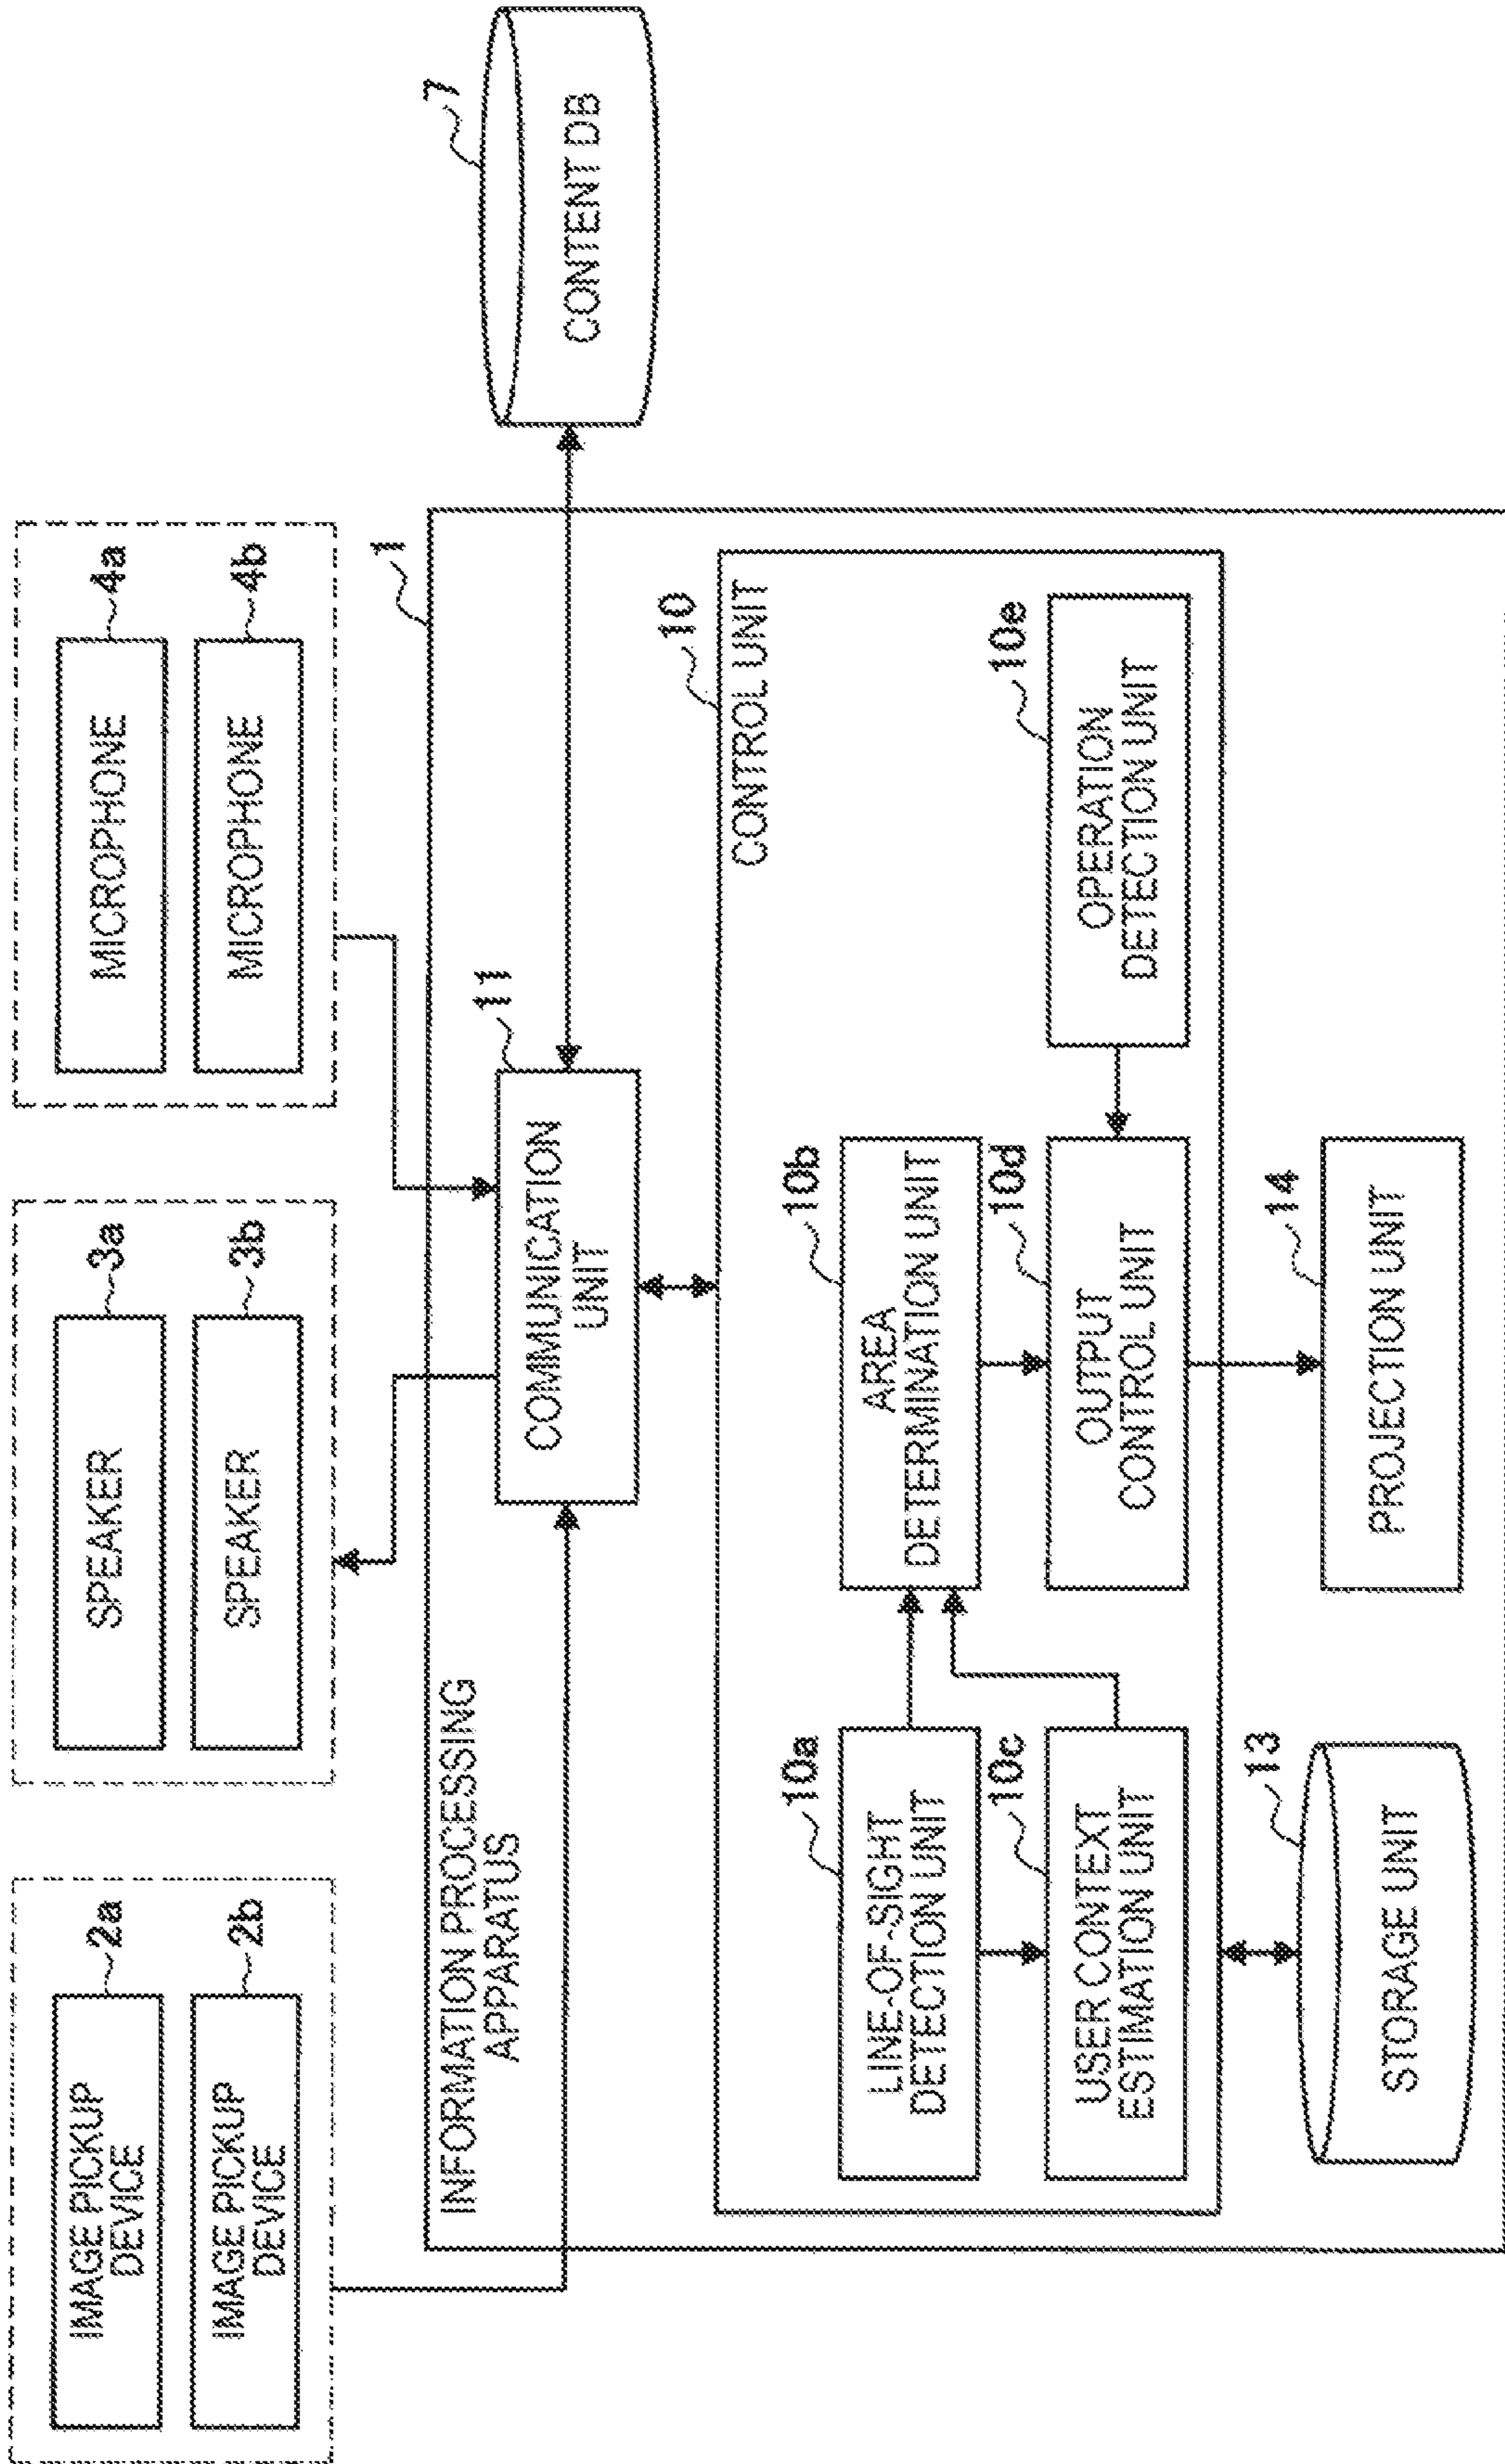 IMAGE PICKUP
DEVICE
2a
IMAGE PICKUP
DEVICE
2b
SPEAKER
3a
SPEAKER
3b
MICROPHONE
4a
MICROPHONE
4b
INFORMATION PROCESSING
APPARATUS
1
COMMUNICATION
UNIT
11
CONTENT DB
7
10
CONTROL UNIT
10a
LINE-OF-SIGHT
DETECTION UNIT
10b
AREA
DETERMINATION UNIT
10c
USER CONTEXT
ESTIMATION UNIT
10d
OUTPUT
CONTROL UNIT
10e
OPERATION
DETECTION UNIT
13
STORAGE UNIT
14
PROJECTION UNIT